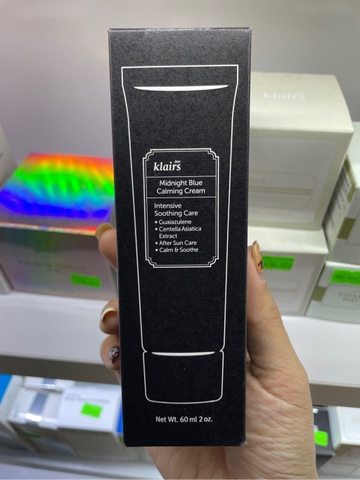 dear
klairs
Midnight Blue
Calming Cream
Intensive
Soothing Care
• Guaiazulene
• Centella Asiatica
Extract
• After Sun Care
• Calm & Soothe
Net Wt. 60 ml 2 oz.
klairs